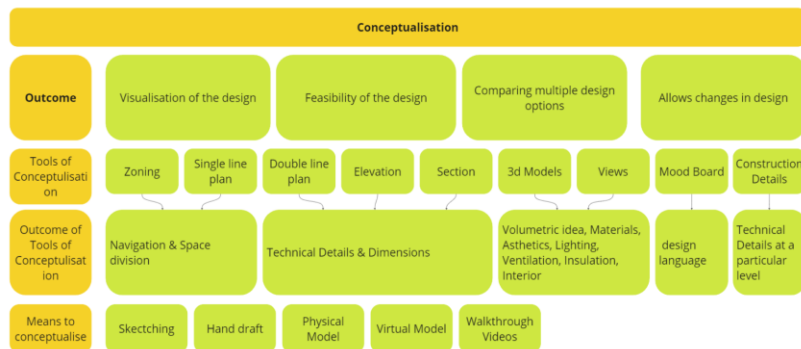 Conceptualisation
Outcome
Visualisation of the design
Feasibility of the design
Comparing multiple design
options
Allows changes in design
Tools of
Conceptulisati
on
Zoning
Single line
plan
Double line
plan
Elevation
Section
3d Models
Views
Mood Board
Construction
Details
Outcome of
Tools of
Conceptulisat
ion
Navigation & Space
division
Technical Details & Dimensions
Volumetric idea, Materials,
Asthetics, Lighting,
Ventilation, Insulation,
Interior
design
language
Technical
Details at a
particular
level
Means to
conceptualise
Skectching
Hand draft
Physical
Model
Virtual Model
Walkthrough
Videos